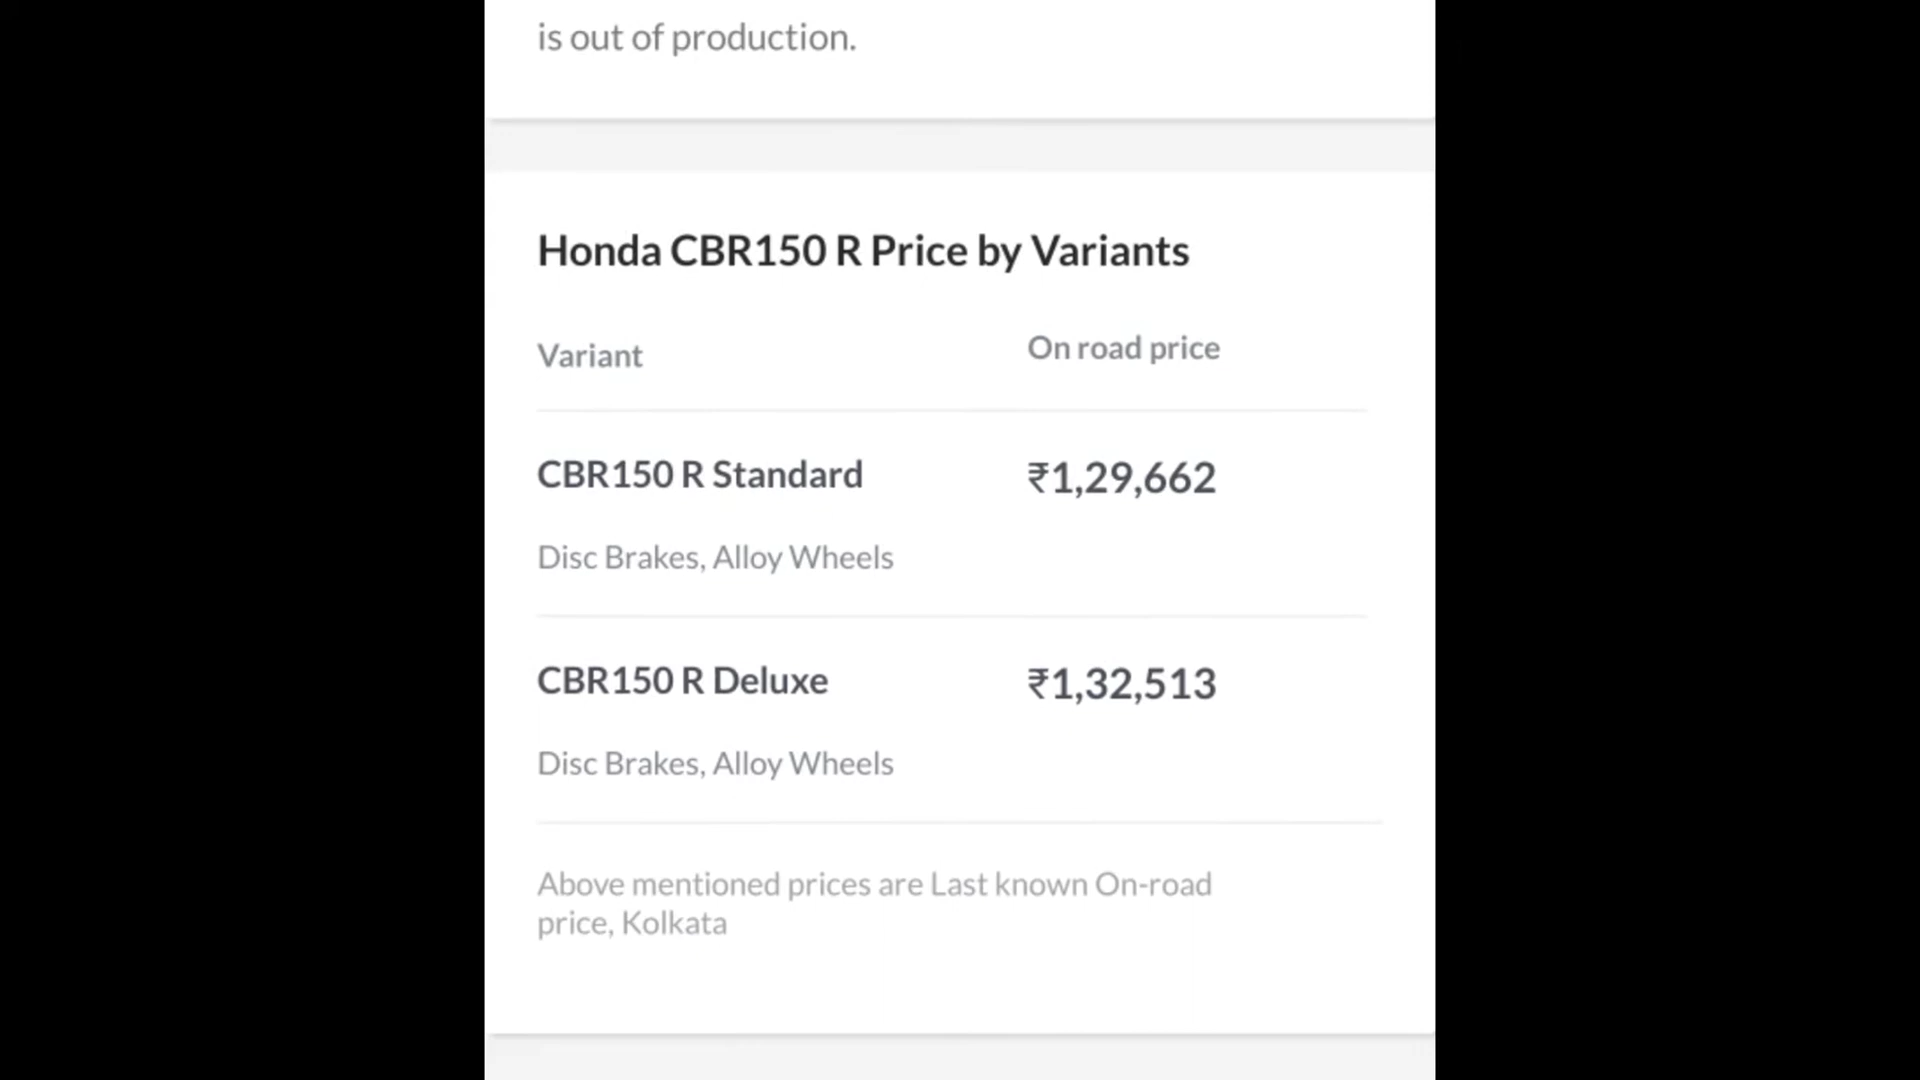 is out of production.
Honda CBR150 R Price by Variants
Variant On road price
CBR150 R Standard ₹1,29,662
Disc Brakes, Alloy Wheels
CBR150 R Deluxe ₹1,32,513
Disc Brakes, Alloy Wheels
Above mentioned prices are Last known On-road
price, Kolkata